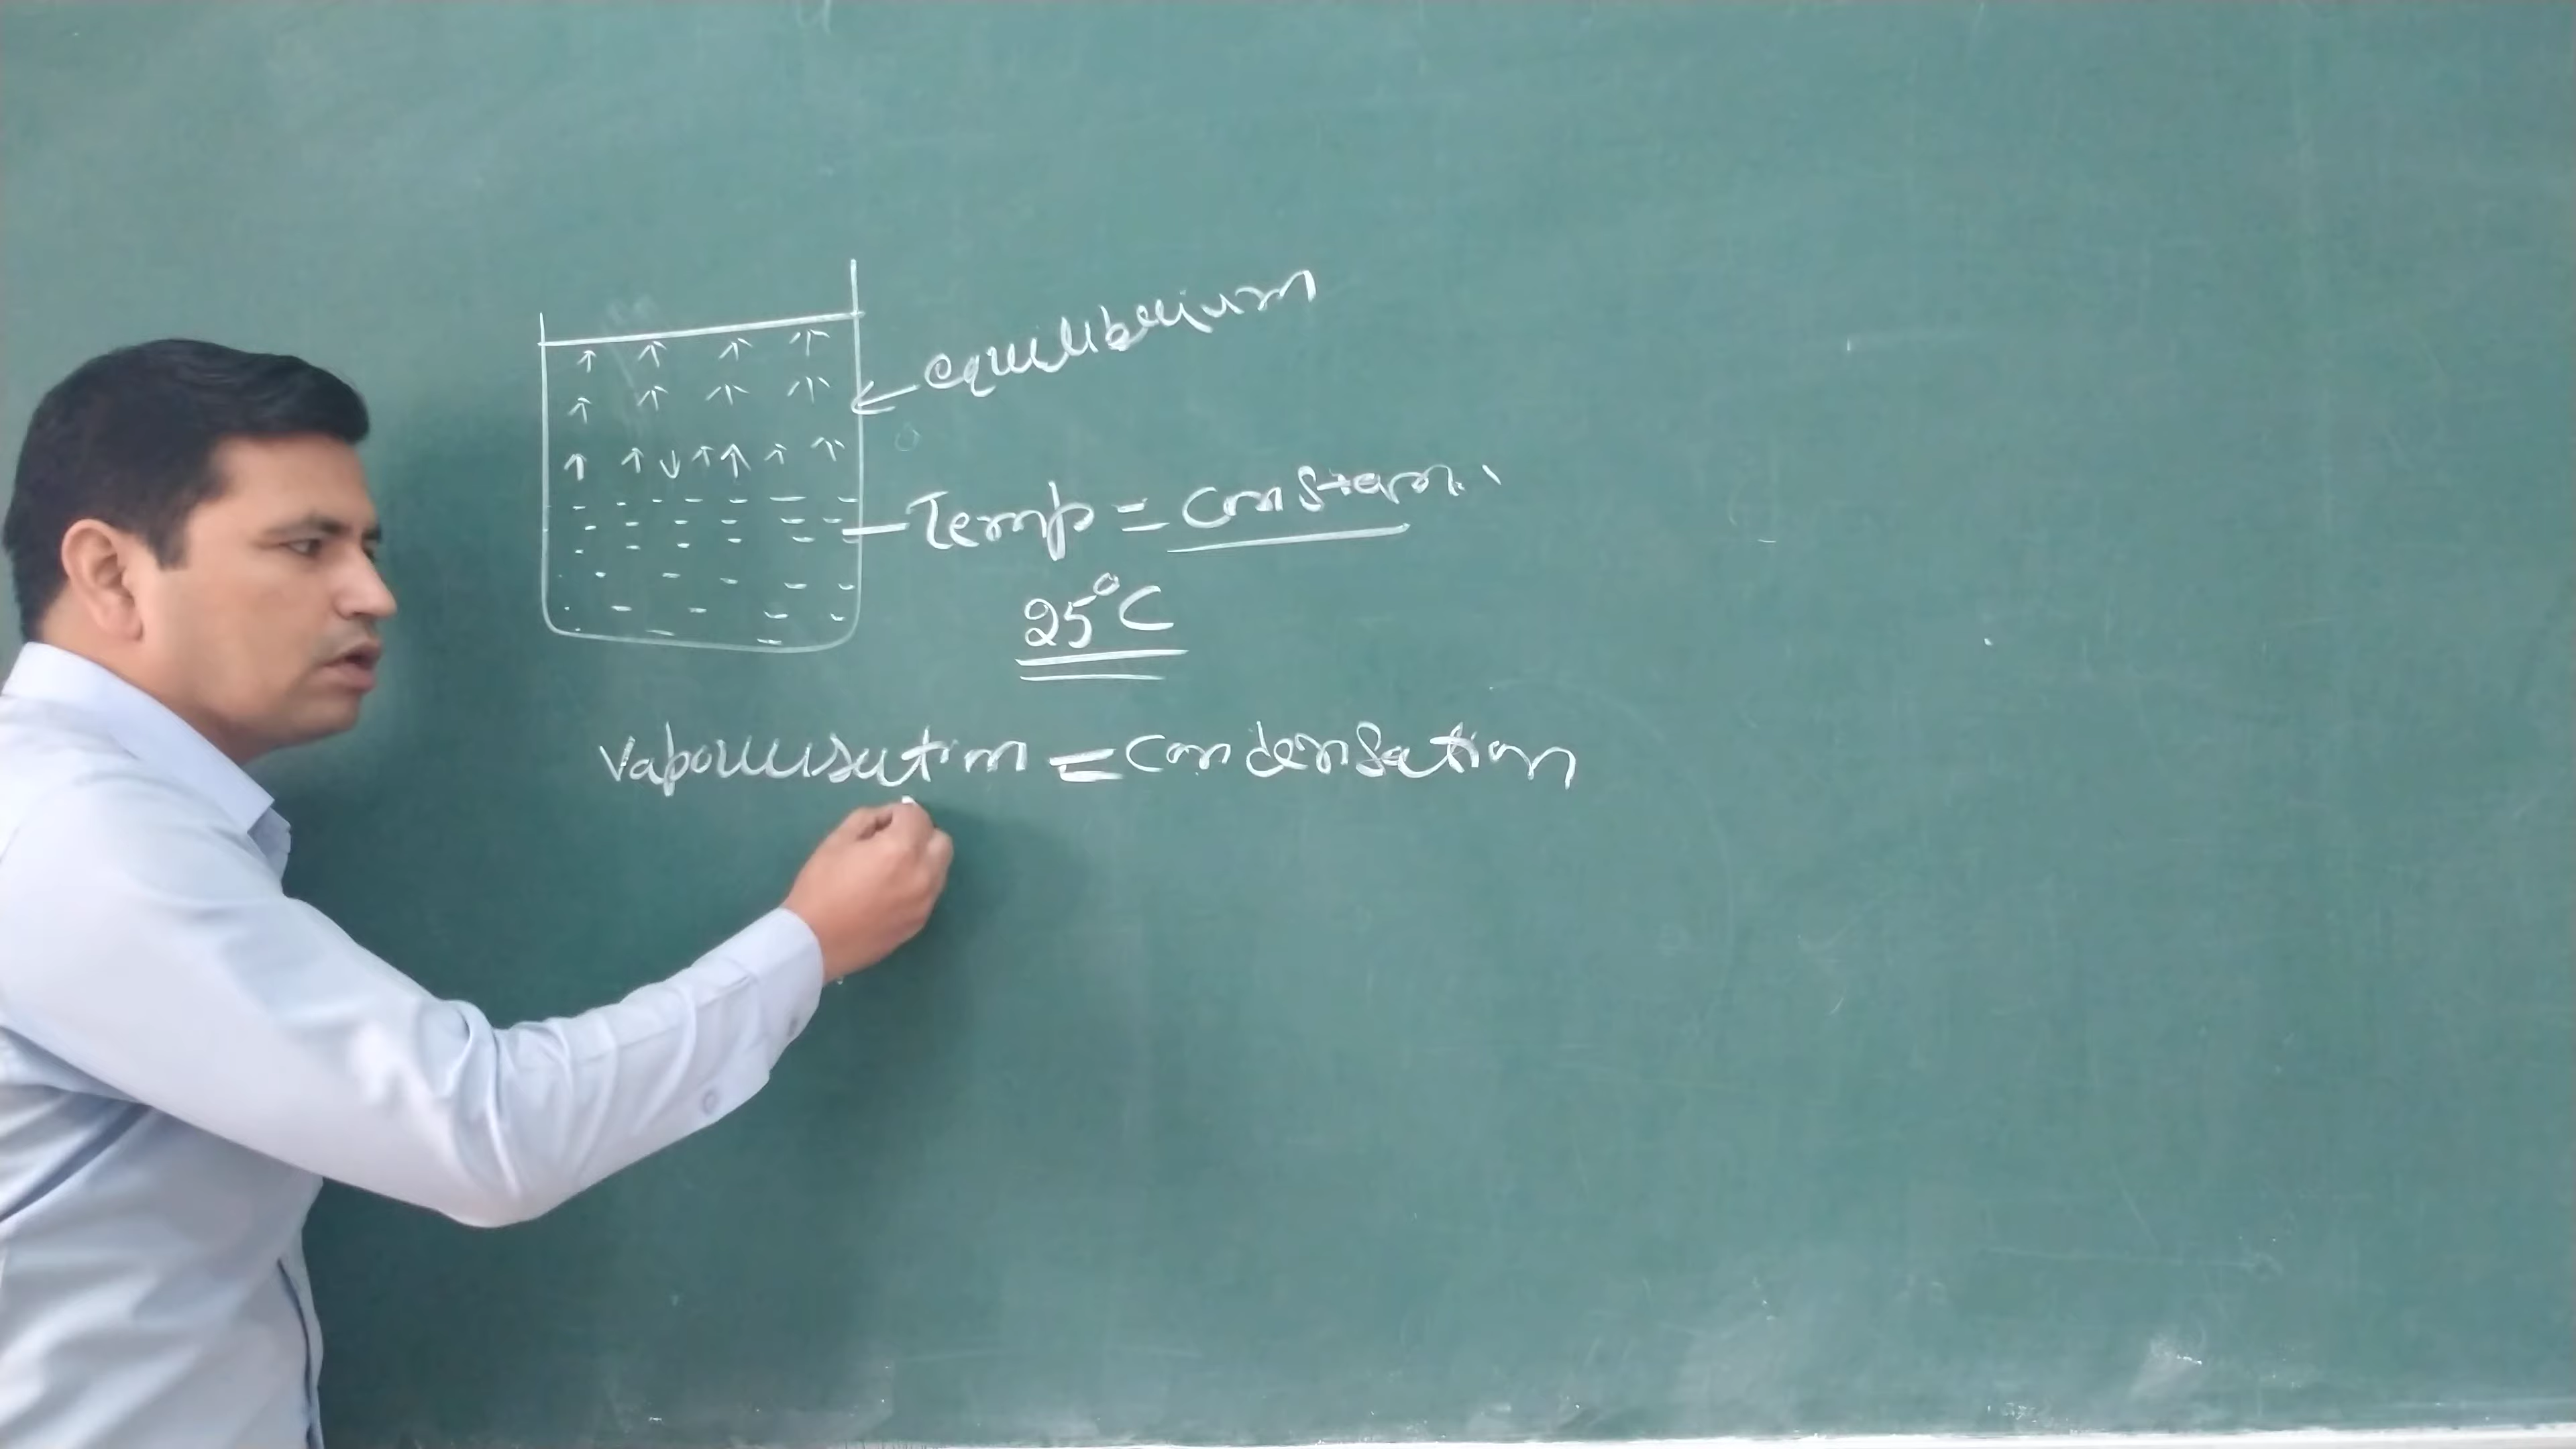 equilibrium
Temp = constant
25°C
vapourisation = condensation